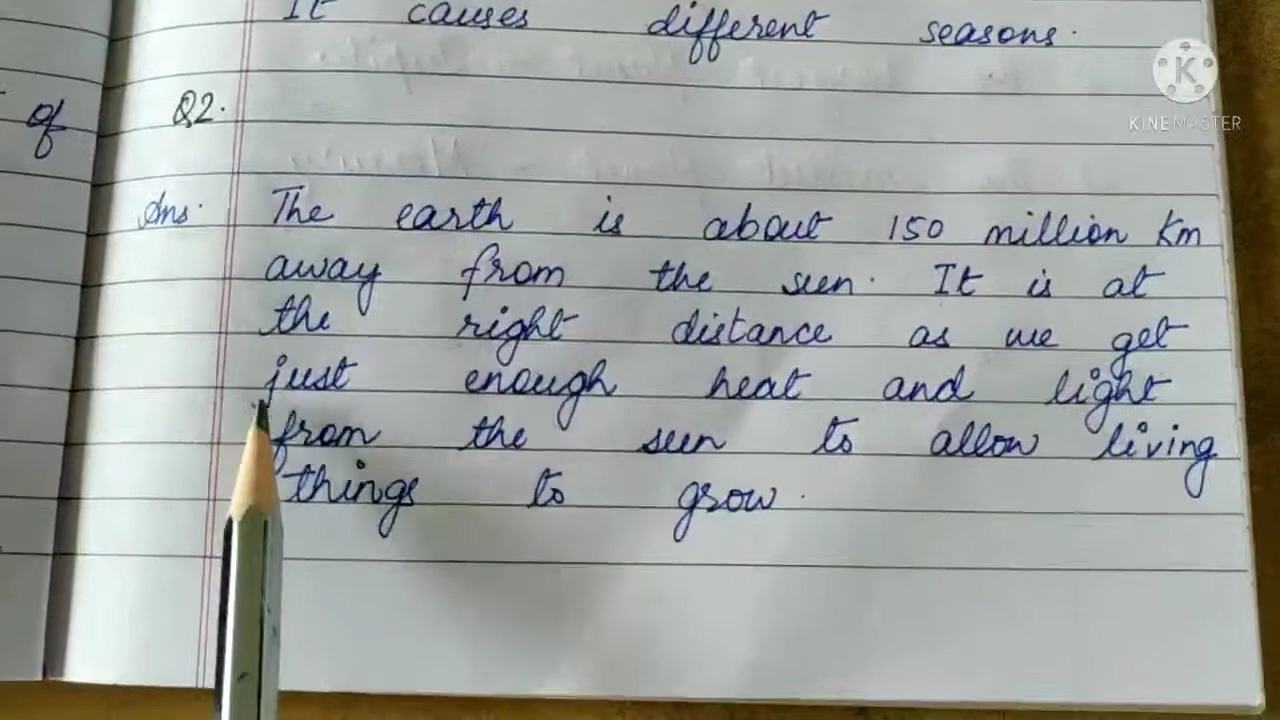 It causes different seasons.
of
Q2.
Ans. The earth is about 150 million Km
away from the sun. It is at
the right distance as we get
just enough heat and light
from the sun to allow living
things to grow.
K
KINEMASTER